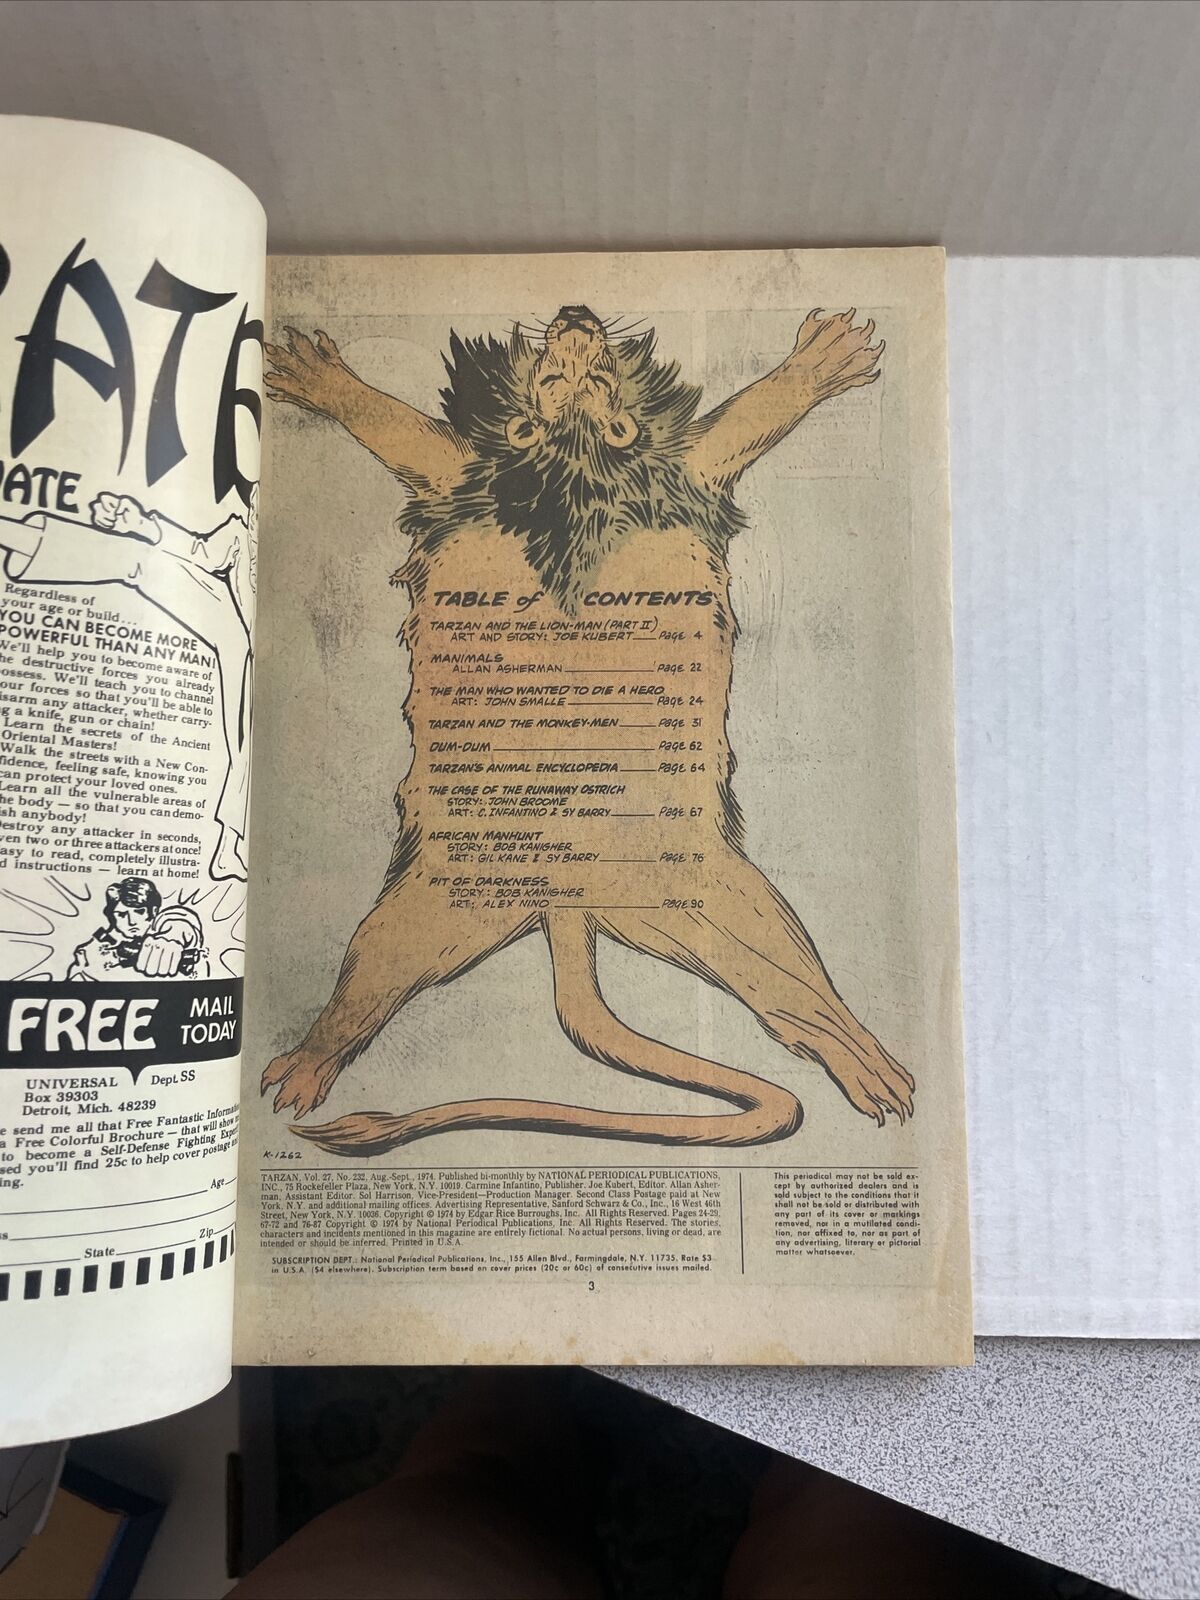 RATE
Regardless of
your age or build...
YOU CAN BECOME MORE
POWERFUL THAN ANY MAN!
We'll help you to become aware of
the destructive forces you already
possess. We'll teach you to channel
your forces so that you'll be able to
disarm any attacker, whether carry-
ing a knife, gun or chain!
Learn the secrets of the Ancient
Oriental Masters!
Walk the streets with a New Con-
fidence, feeling safe, knowing you
can protect your loved ones.
Learn all the vulnerable areas of
the body — so that you can demo-
lish anybody!
Destroy any attacker in seconds,
even two or three attackers at once!
Easy to read, completely illustra-
d instructions — learn at home!
FREE MAIL
TODAY
UNIVERSAL Dept. SS
Box 39303
Detroit, Mich. 48239
e send me all that Free Fantastic
a Free Colorful Brochure — that will show
to become a Self-Defense Fighting
sed you'll find 25c to help cover postage
ing.
Age
State Zip
TABLE of CONTENTS
TARZAN AND THE LION-MAN (PART II)
ART AND STORY: JOE KUBERT Page 4
MANIMALS
ALLAN ASHERMAN Page 22
THE MAN WHO WANTED TO DIE A HERO
ART: JOHN SMALLE Page 24
TARZAN AND THE MONKEY-MEN Page 31
DUM-DUM Page 62
TARZAN'S ANIMAL ENCYCLOPEDIA Page 64
THE CASE OF THE RUNAWAY OSTRICH
STORY: JOHN BROOME
ART: C. INFANTINO & SY BARRY Page 67
AFRICAN MANHUNT
STORY: BOB KANIGHER
ART: GIL KANE & SY BARRY Page 76
PIT OF DARKNESS
STORY: BOB KANIGHER
ART: ALEX NINO Page 90
K-1262
TARZAN, Vol. 27, No. 232, Aug.-Sept., 1974. Published bi-monthly by NATIONAL PERIODICAL PUBLICATIONS,
INC., 75 Rockefeller Plaza, New York, N.Y. 10019. Carmine Infantino, Publisher. Joe Kubert, Editor. Allan Asher-
man, Assistant Editor. Sol Harrison, Vice-President—Production Manager. Second Class Postage paid at New
York, N.Y. and additional mailing offices. Advertising Representative, Sanford Schwarz & Co., Inc., 16 West 46th
Street, New York, N.Y. 10036. Copyright © 1974 by Edgar Rice Burroughs, Inc. All Rights Reserved. Pages 24-29,
67-72 and 76-87 Copyright © 1974 by National Periodical Publications, Inc. All Rights Reserved. The stories,
characters and incidents mentioned in this magazine are entirely fictional. No actual persons, living or dead, are
intended or should be inferred. Printed in U.S.A.
SUBSCRIPTION DEPT.: National Periodical Publications, Inc., 155 Allen Blvd., Farmingdale, N.Y. 11735. Rate $3
in U.S.A. ($4 elsewhere). Subscription term based on cover prices (20c or 60c) of consecutive issues mailed.
This periodical may not be sold ex-
cept by authorized dealers and is
sold subject to the conditions that it
shall not be sold or distributed with
any part of its cover or markings
removed, nor in a mutilated condi-
tion, nor affixed to, nor as part of
any advertising, literary or pictorial
matter whatsoever.
3